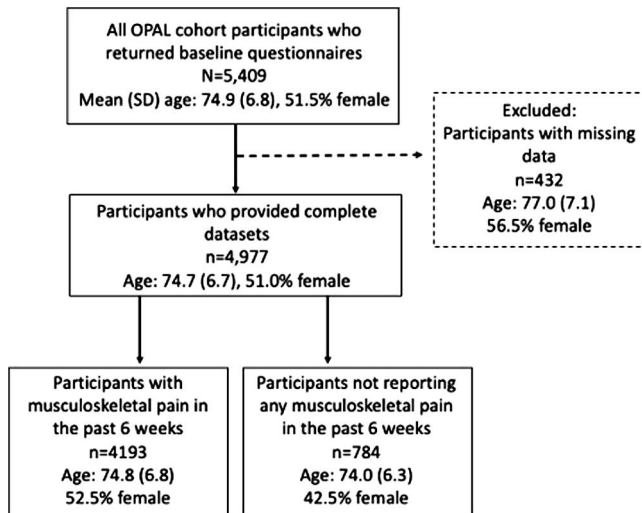 All OPAL cohort participants who
returned baseline questionnaires
N=5,409
Mean (SD) age: 74.9 (6.8), 51.5% female
Excluded:
Participants with missing
data
n=432
Age: 77.0 (7.1)
56.5% female
Participants who provided complete
datasets
n=4,977
Age: 74.7 (6.7), 51.0% female
Participants with
musculoskeletal pain in
the past 6 weeks
n=4193
Age: 74.8 (6.8)
52.5% female
Participants not reporting
any musculoskeletal pain
in the past 6 weeks
n=784
Age: 74.0 (6.3)
42.5% female